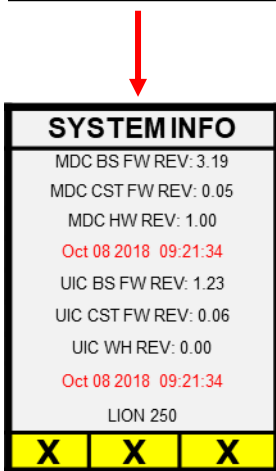 SYSTEM INFO
MDC BS FW REV: 3.19
MDC CST FW REV: 0.05
MDC HW REV: 1.00
Oct 08 2018 09:21:34
UIC BS FW REV: 1.23
UIC CST FW REV: 0.06
UIC WH REV: 0.00
Oct 08 2018 09:21:34
LION 250
X X X